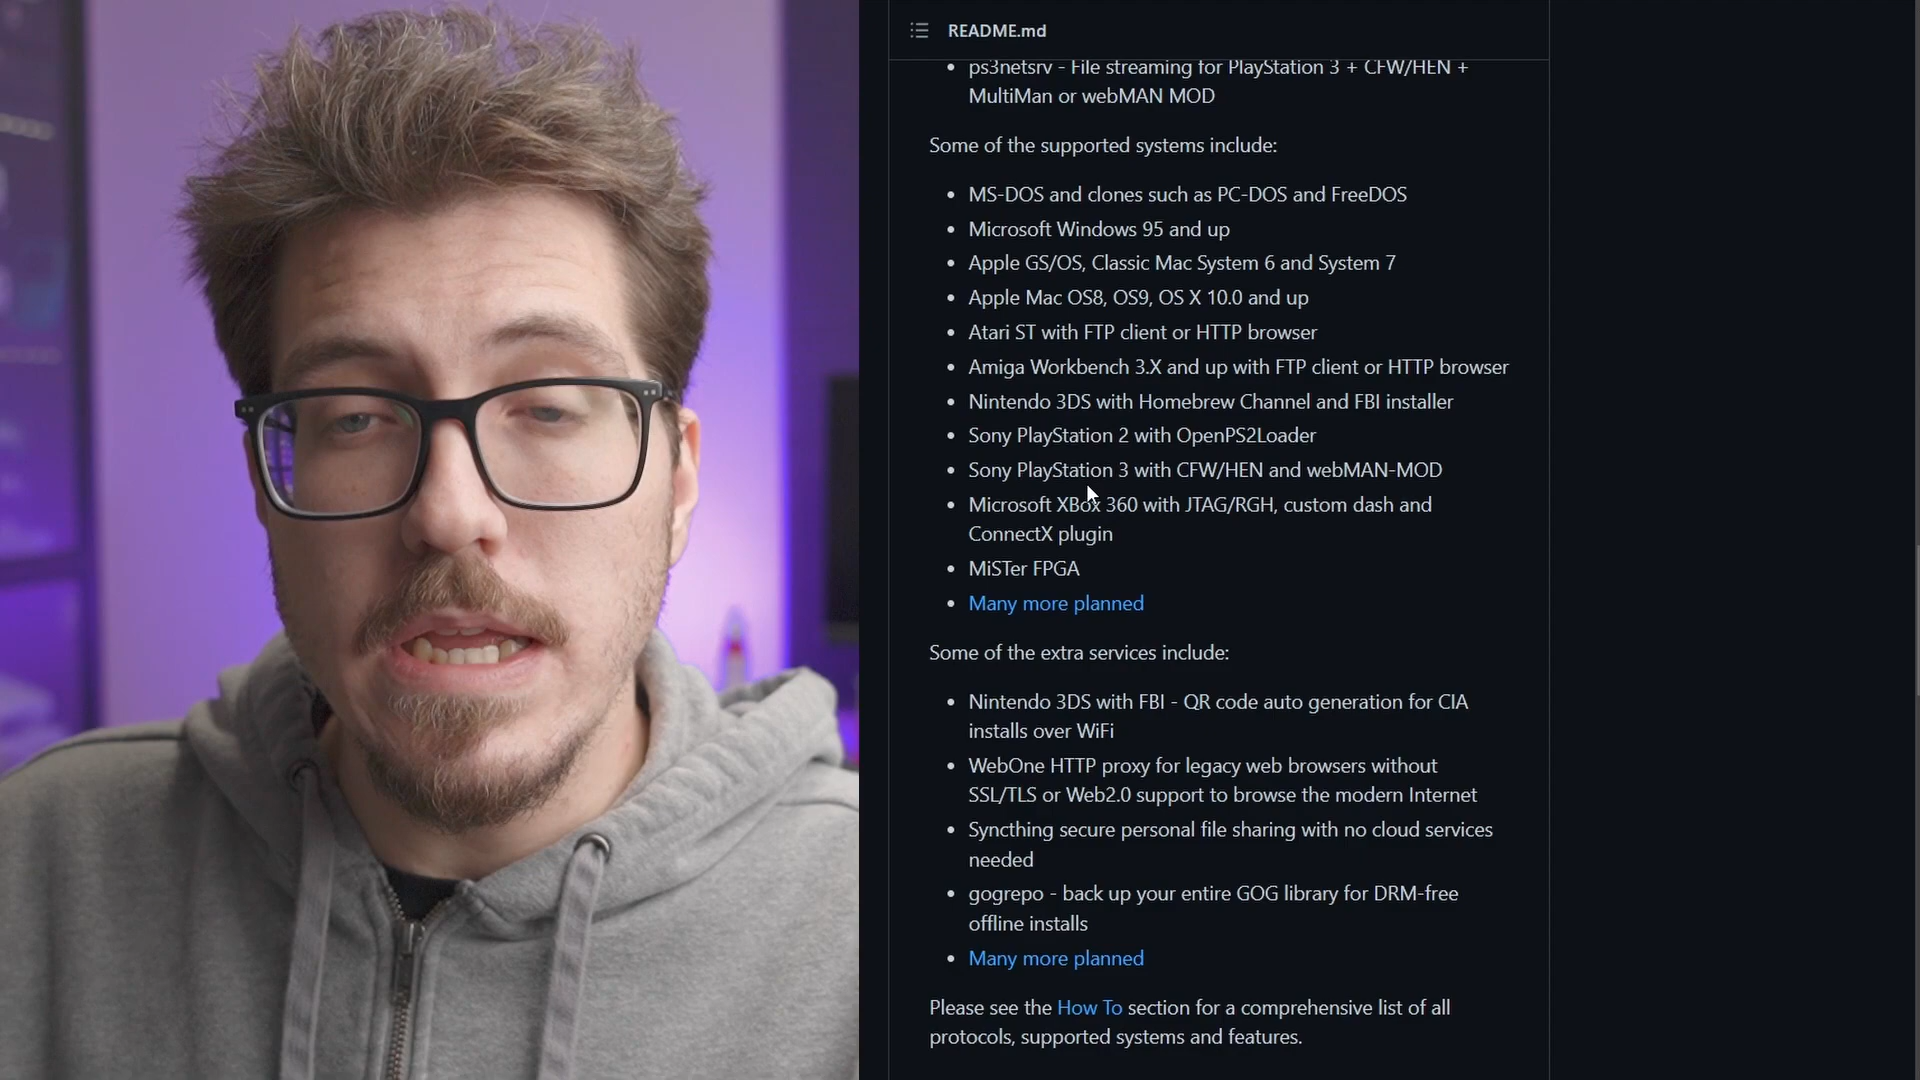 README.md
ps3netsrv - File streaming for PlayStation 3 + CFW/HEN +
MultiMan or webMAN MOD
Some of the supported systems include:
MS-DOS and clones such as PC-DOS and FreeDOS
Microsoft Windows 95 and up
Apple GS/OS, Classic Mac System 6 and System 7
Apple Mac OS8, OS9, OS X 10.0 and up
Atari ST with FTP client or HTTP browser
Amiga Workbench 3.X and up with FTP client or HTTP browser
Nintendo 3DS with Homebrew Channel and FBI installer
Sony PlayStation 2 with OpenPS2Loader
Sony PlayStation 3 with CFW/HEN and webMAN-MOD
Microsoft XBox 360 with JTAG/RGH, custom dash and
ConnectX plugin
MiSTer FPGA
Many more planned
Some of the extra services include:
Nintendo 3DS with FBI - QR code auto generation for CIA
installs over WiFi
WebOne HTTP proxy for legacy web browsers without
SSL/TLS or Web2.0 support to browse the modern Internet
Syncthing secure personal file sharing with no cloud services
needed
gogrepo - back up your entire GOG library for DRM-free
offline installs
Many more planned
Please see the How To section for a comprehensive list of all
protocols, supported systems and features.